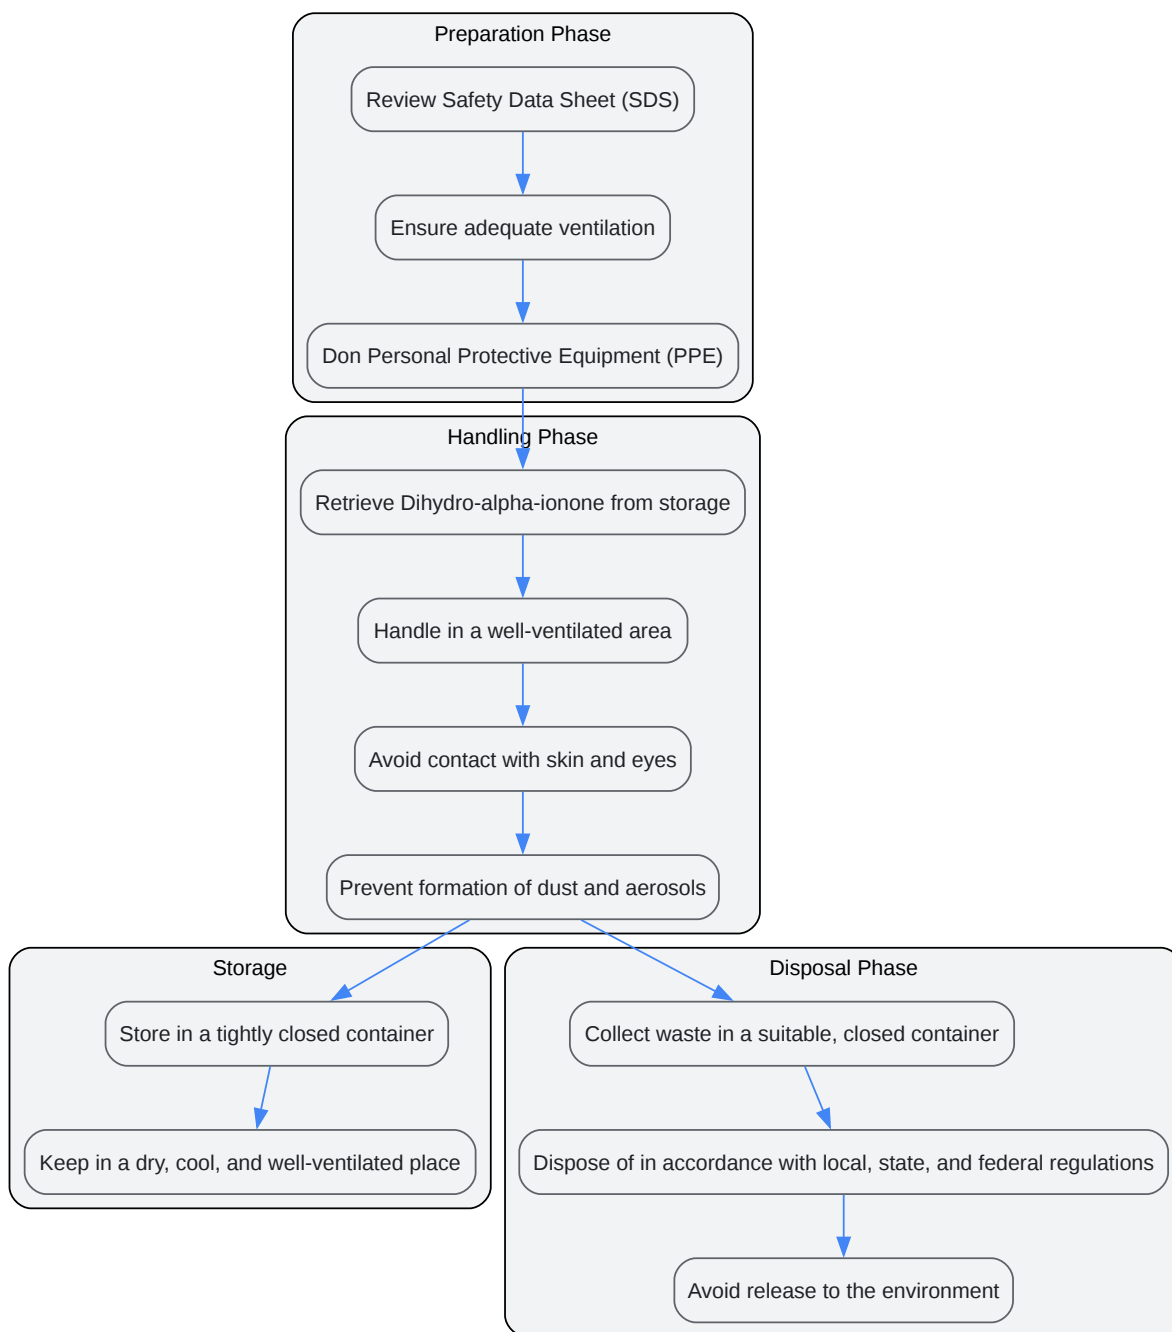 Preparation Phase
Review Safety Data Sheet (SDS)
Ensure adequate ventilation
Don Personal Protective Equipment (PPE)
Handling Phase
Retrieve Dihydro-alpha-ionone from storage
Handle in a well-ventilated area
Avoid contact with skin and eyes
Prevent formation of dust and aerosols
Storage
Store in a tightly closed container
Keep in a dry, cool, and well-ventilated place
Disposal Phase
Collect waste in a suitable, closed container
Dispose of in accordance with local, state, and federal regulations
Avoid release to the environment